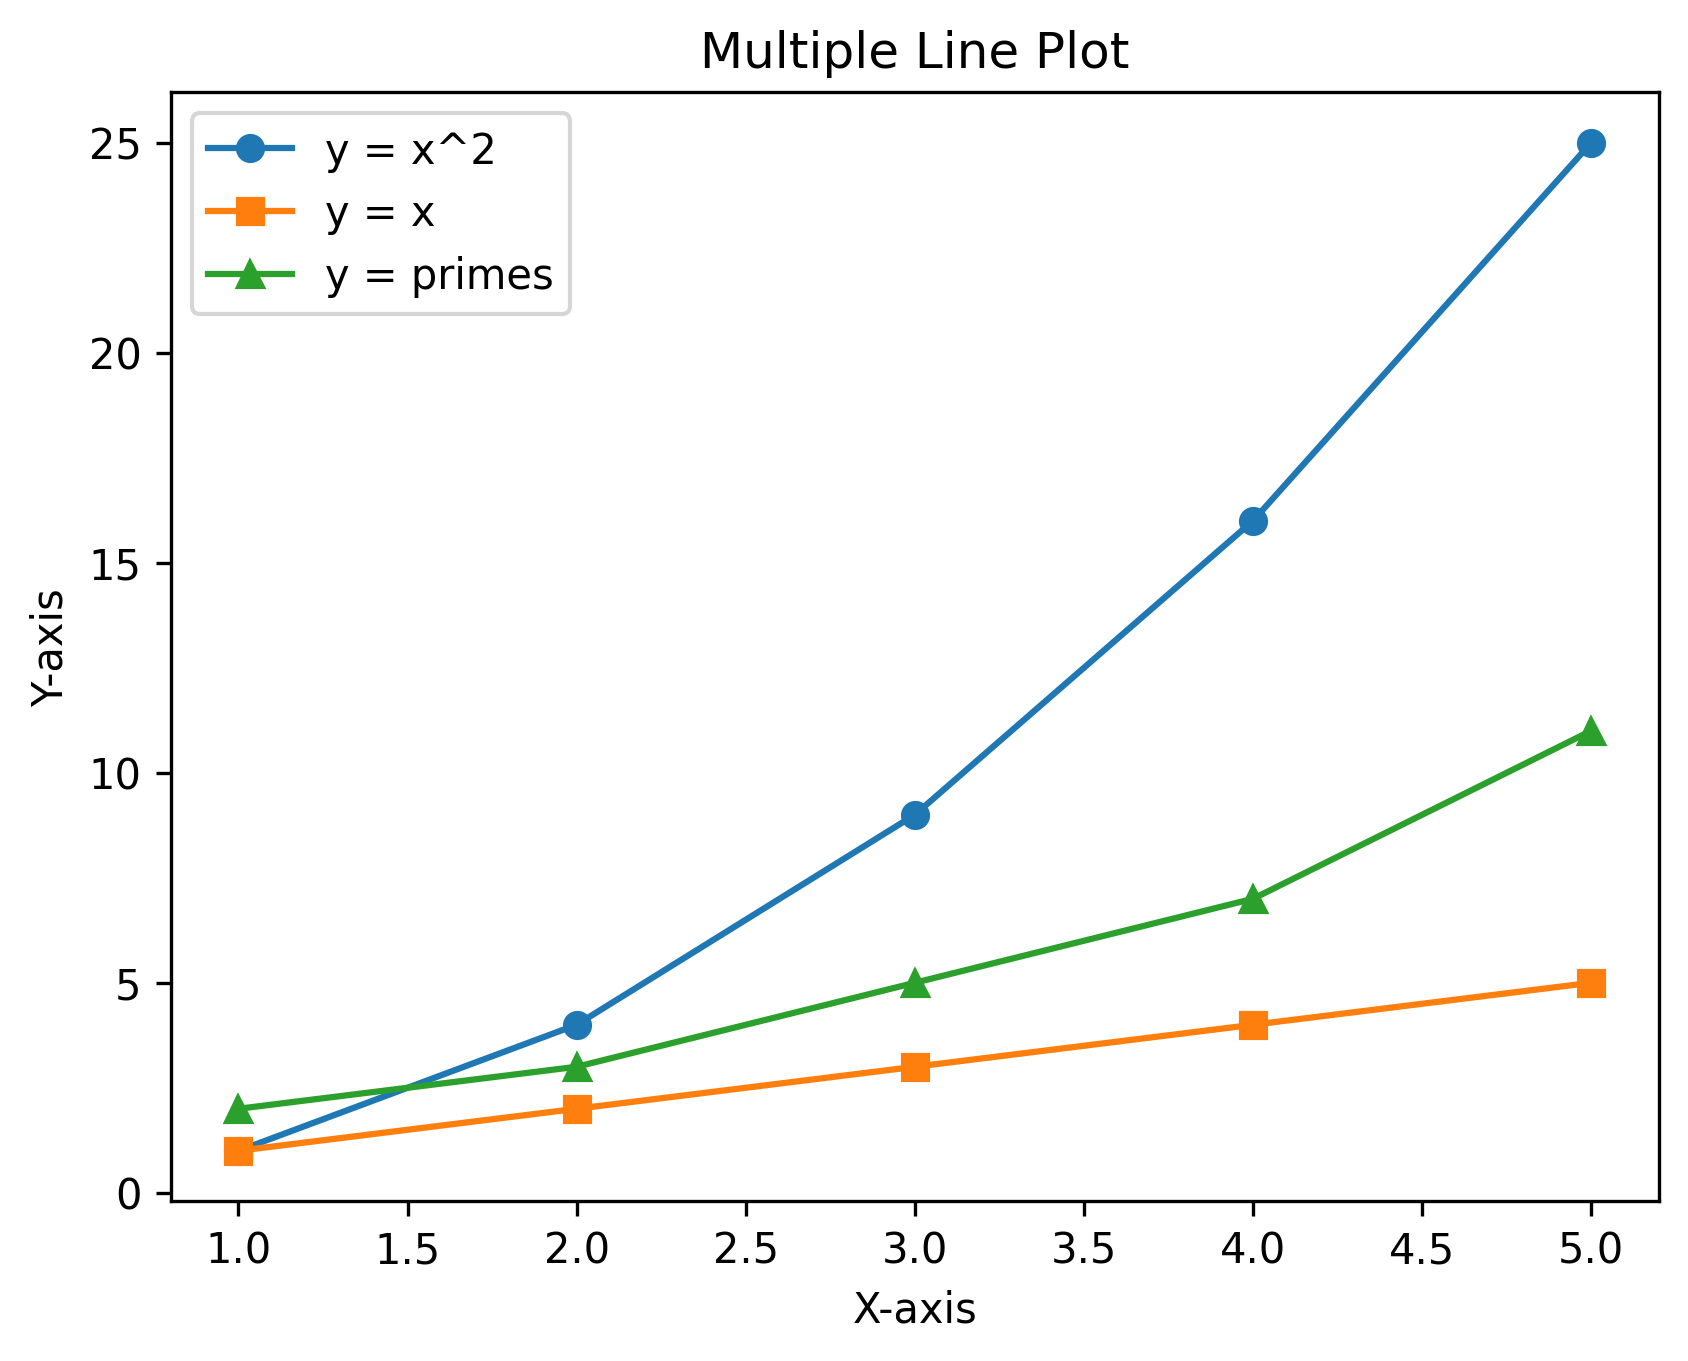 Multiple Line Plot
y = x^2
y = x
y = primes
25
20
15
10
5
0
Y-axis
1.0 1.5 2.0 2.5 3.0 3.5 4.0 4.5 5.0
X-axis